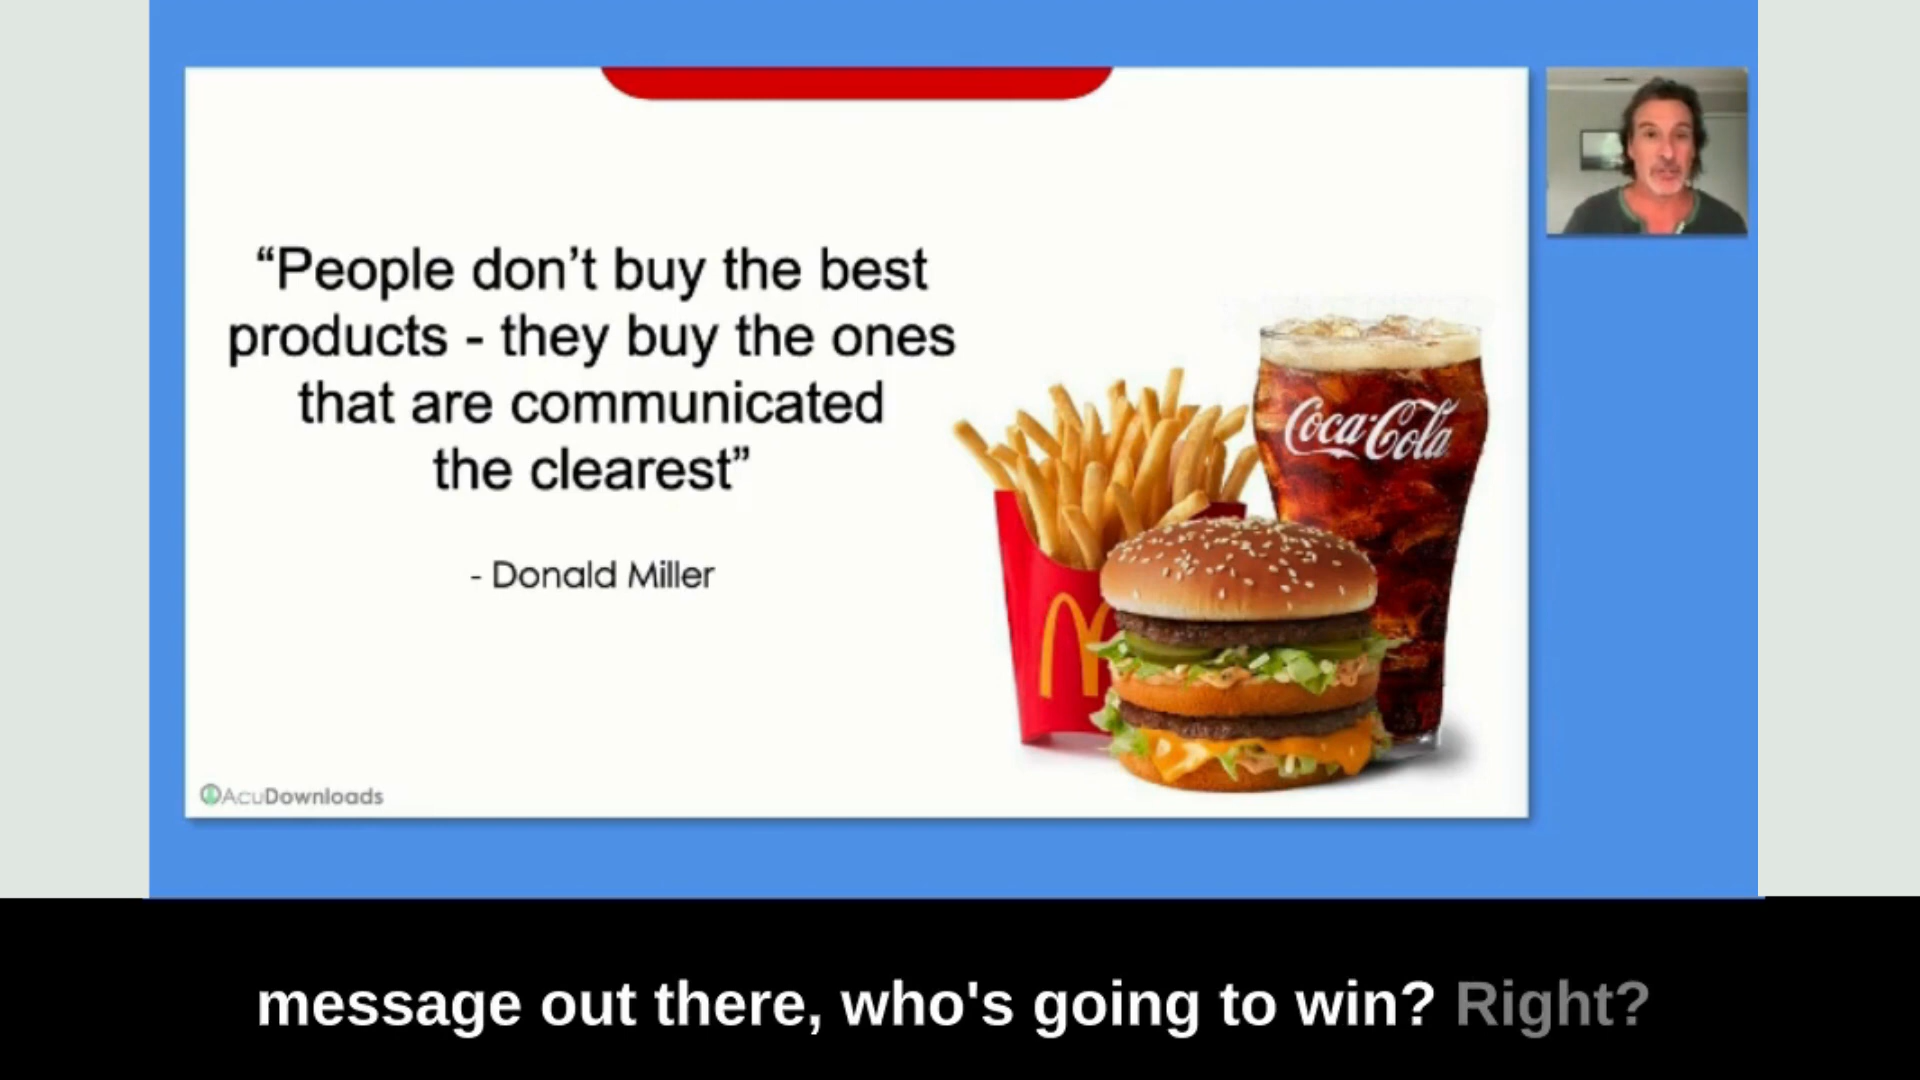 “People don’t buy the best
products - they buy the ones
that are communicated
the clearest”
- Donald Miller
Coca-Cola
AcuDownloads
message out there, who's going to win? Right?